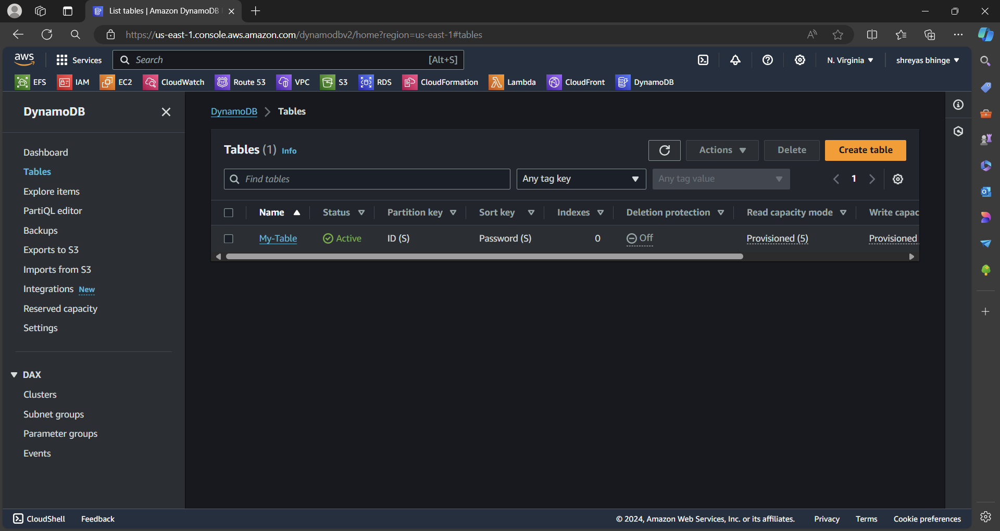 List tables | Amazon DynamoDB
https://us-east-1.console.aws.amazon.com/dynamodbv2/home?region=us-east-1#tables
aws Services Search [Alt+S] N. Virginia shreyas bhinge
EFS IAM EC2 CloudWatch Route 53 VPC S3 RDS CloudFormation Lambda CloudFront DynamoDB
DynamoDB
Dashboard
Tables
Explore items
PartiQL editor
Backups
Exports to S3
Imports from S3
Integrations New
Reserved capacity
Settings
DAX
Clusters
Subnet groups
Parameter groups
Events
DynamoDB Tables
Tables (1) Info Actions Delete Create table
Find tables Any tag key Any tag value 1
Name Status Partition key Sort key Indexes Deletion protection Read capacity mode Write capac
My-Table Active ID (S) Password (S) 0 Off Provisioned (5) Provisioned
CloudShell Feedback © 2024, Amazon Web Services, Inc. or its affiliates. Privacy Terms Cookie preferences